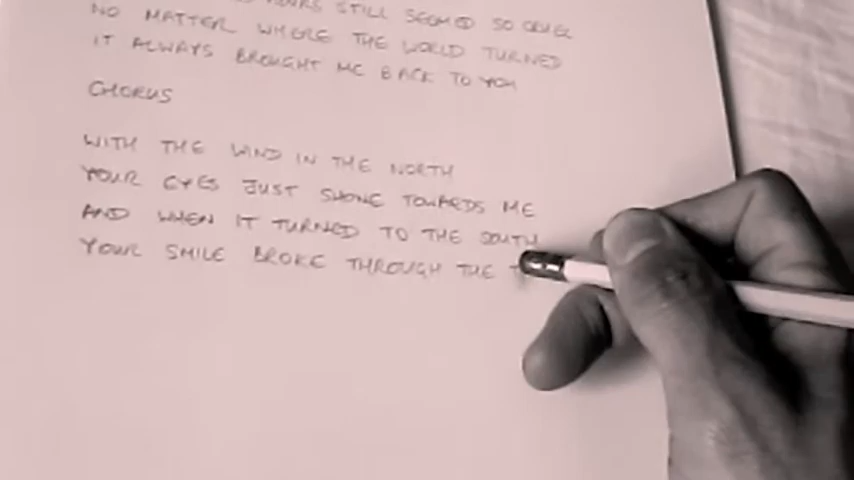 STILL SEEMED SO CRUEL
NO MATTER WHERE THE WORLD TURNED
IT ALWAYS BROUGHT ME BACK TO YOU
CHORUS
WITH THE WIND IN THE NORTH
YOUR EYES JUST SHONE TOWARDS ME
AND WHEN IT TURNED TO THE SOUTH
YOUR SMILE BROKE THROUGH THE